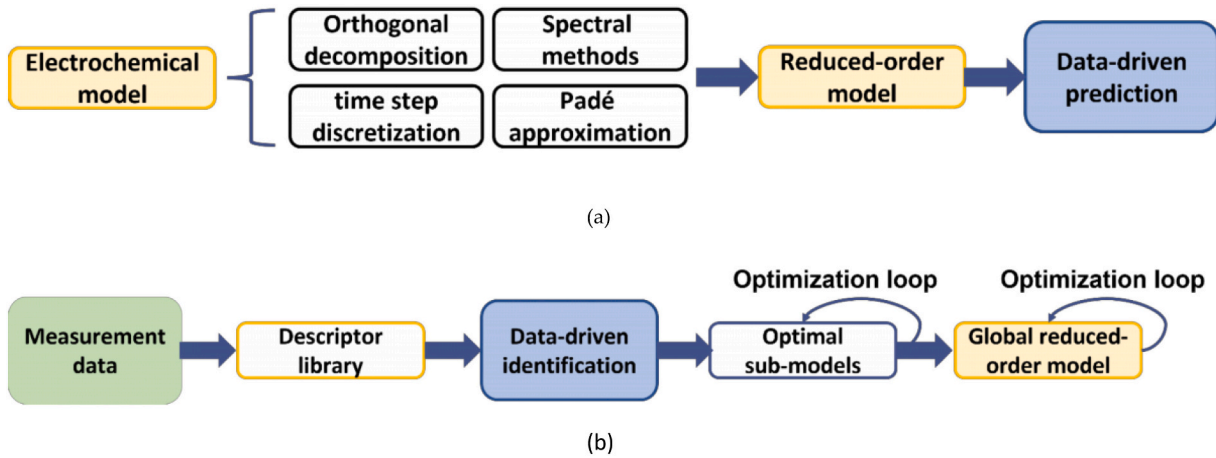 Electrochemical
model
Orthogonal
decomposition
Spectral
methods
time step
discretization
Padé
approximation
Reduced-order
model
Data-driven
prediction
(a)
Measurement
data
Descriptor
library
Data-driven
identification
Optimization loop
Optimal
sub-models
Optimization loop
Global reduced-
order model
(b)